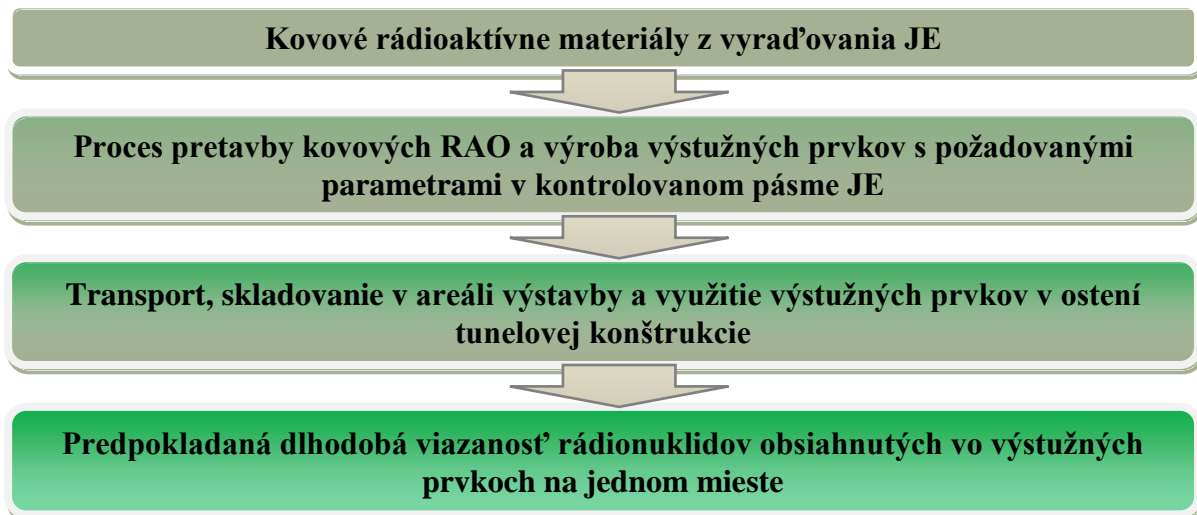 Kovové rádioaktívne materiály z vyraďovania JE
Proces pretavby kovových RAO a výroba výstužných prvkov s požadovanými
parametrami v kontrolovanom pásme JE
Transport, skladovanie v areáli výstavby a využitie výstužných prvkov v ostení
tunelovej konštrukcie
Predpokladaná dlhodobá viazanosť rádionuklidov obsiahnutých vo výstužných
prvkoch na jednom mieste